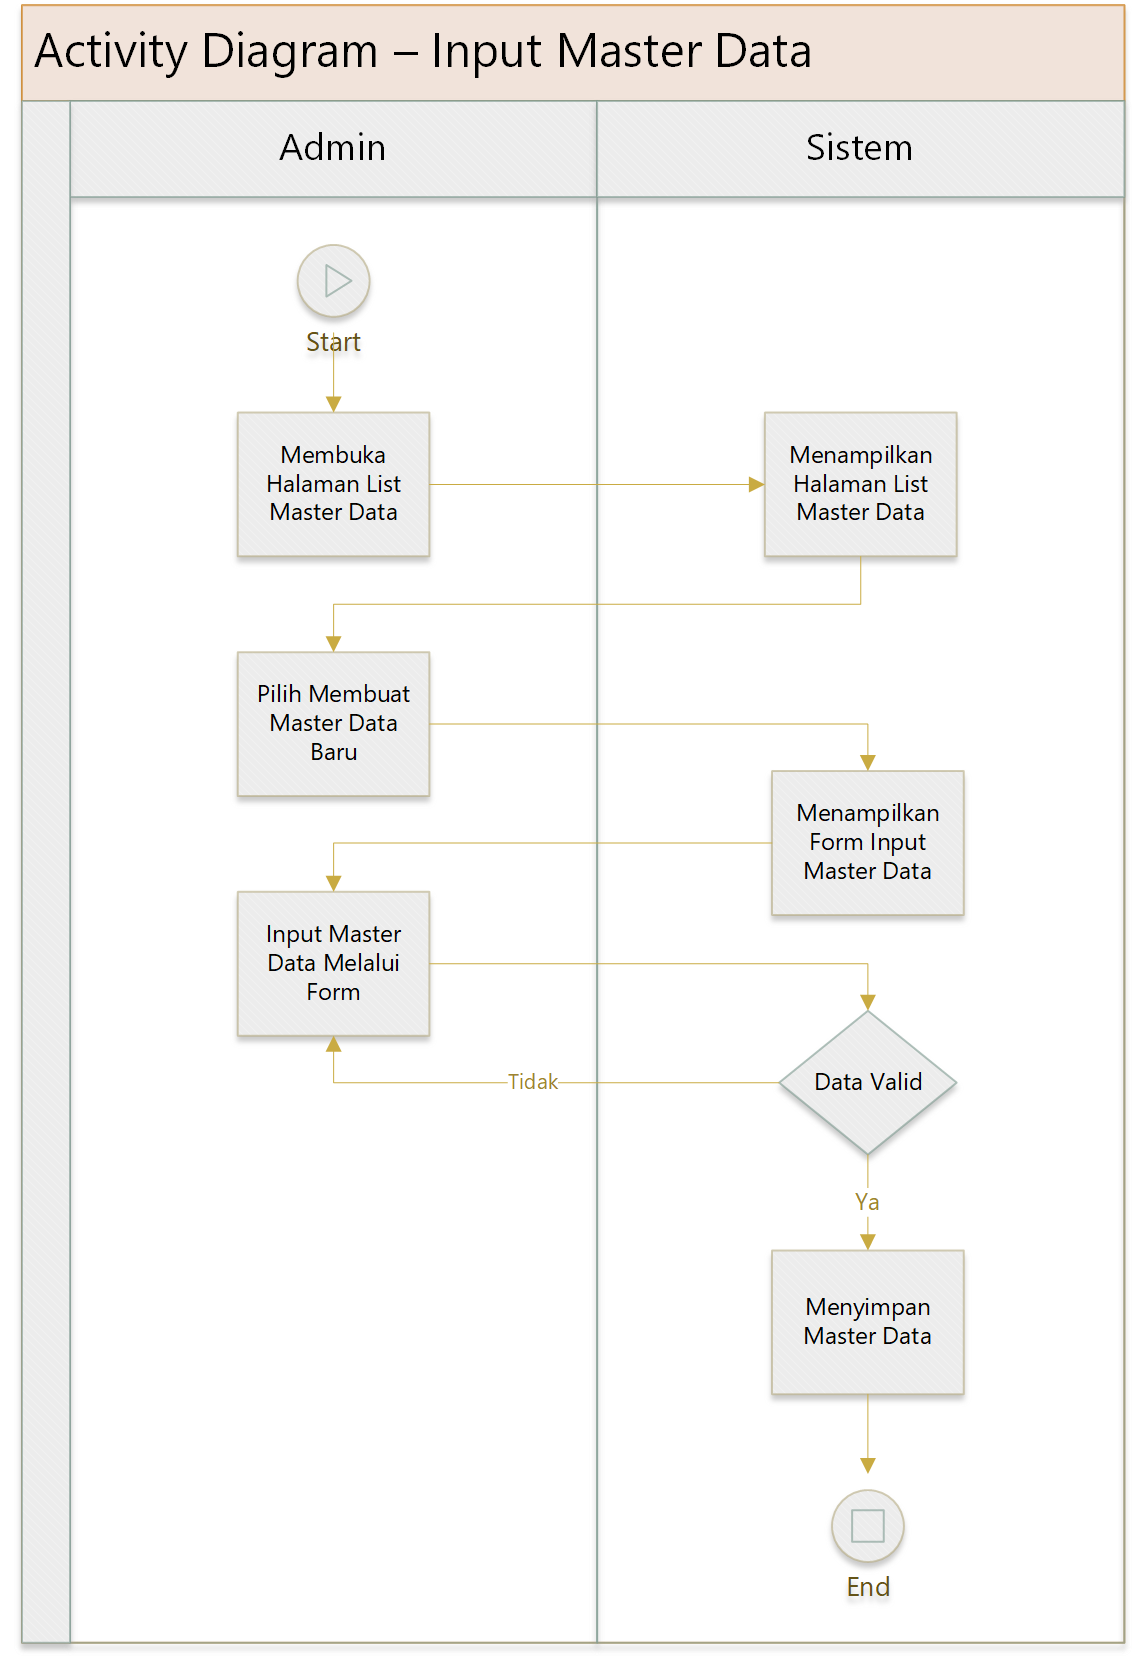 Activity Diagram – Input Master Data
Admin
Sistem
Start
Membuka
Halaman List
Master Data
Menampilkan
Halaman List
Master Data
Pilih Membuat
Master Data
Baru
Menampilkan
Form Input
Master Data
Input Master
Data Melalui
Form
Data Valid
Tidak
Ya
Menyimpan
Master Data
End